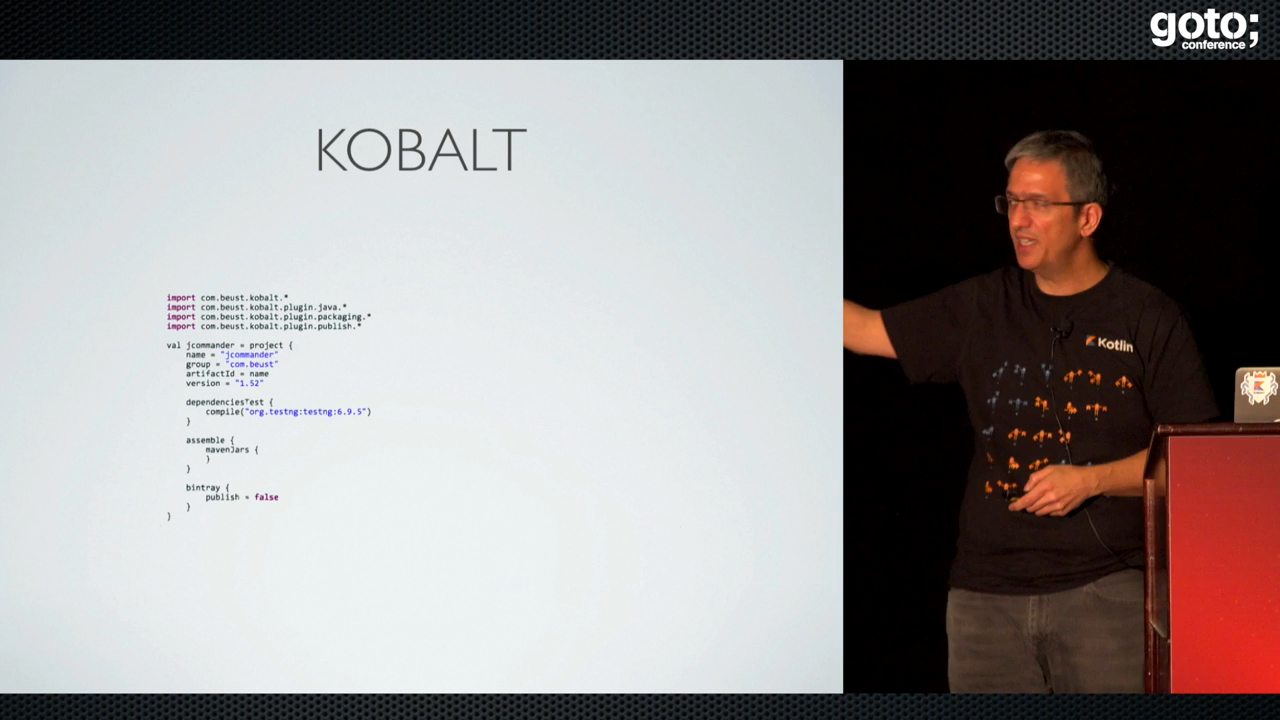 goto;
conference
KOBALT
import com.beust.kobalt.*
import com.beust.kobalt.plugin.java.*
import com.beust.kobalt.plugin.packaging.*
import com.beust.kobalt.plugin.publish.*
val jcommander = project {
name = "jcommander"
group = "com.beust"
artifactId = name
version = "1.52"
dependenciesTest {
compile("org.testng:testng:6.9.5")
}
assemble {
mavenJars {
}
}
bintray {
publish = false
}
}
Kotlin